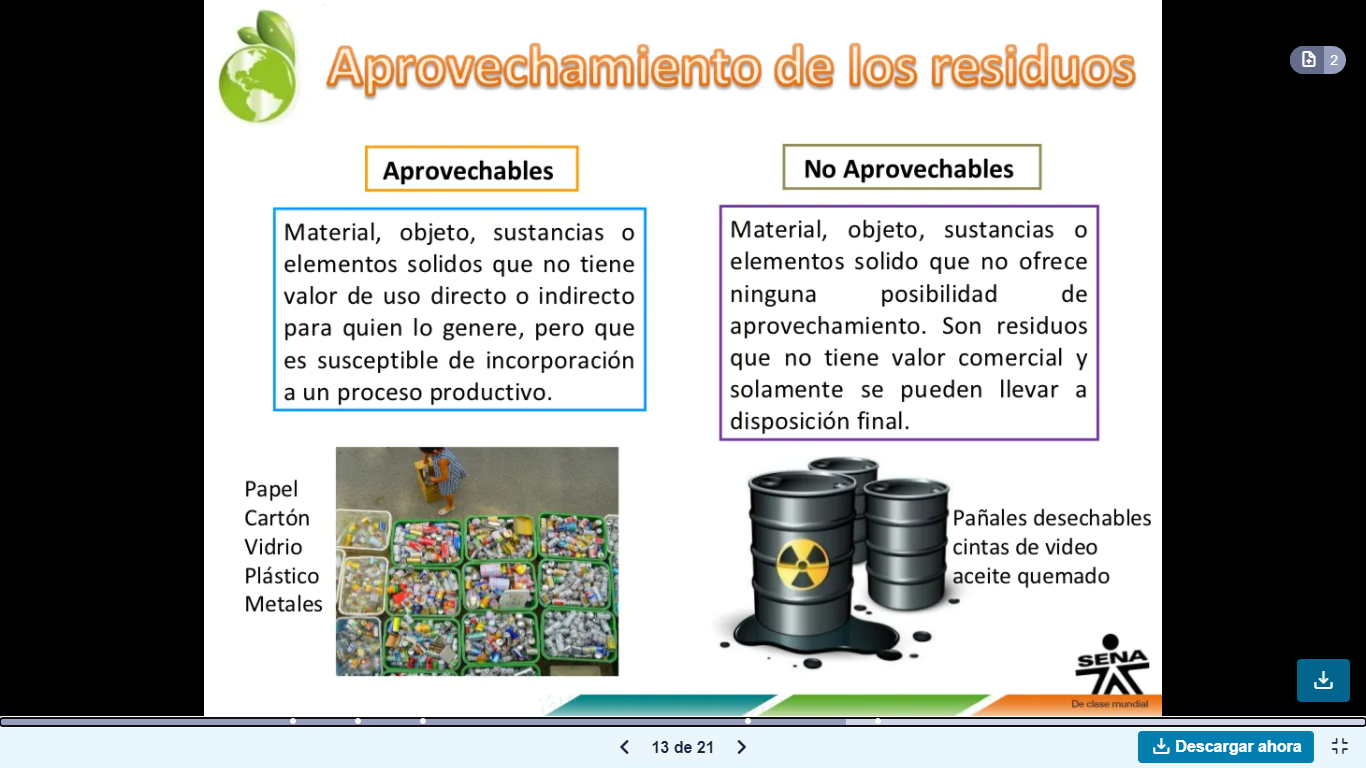 Aprovechamiento de los residuos
2
Aprovechables
Material, objeto, sustancias o
elementos solidos que no tiene
valor de uso directo o indirecto
para quien lo genere, pero que
es susceptible de incorporación
a un proceso productivo.
Papel
Cartón
Vidrio
Plástico
Metales
No Aprovechables
Material, objeto, sustancias o
elementos solido que no ofrece
ninguna posibilidad de
aprovechamiento. Son residuos
que no tiene valor comercial y
solamente se pueden llevar a
disposición final.
Pañales desechables
cintas de video
aceite quemado
SENA
De clase mundial
13 de 21
Descargar ahora